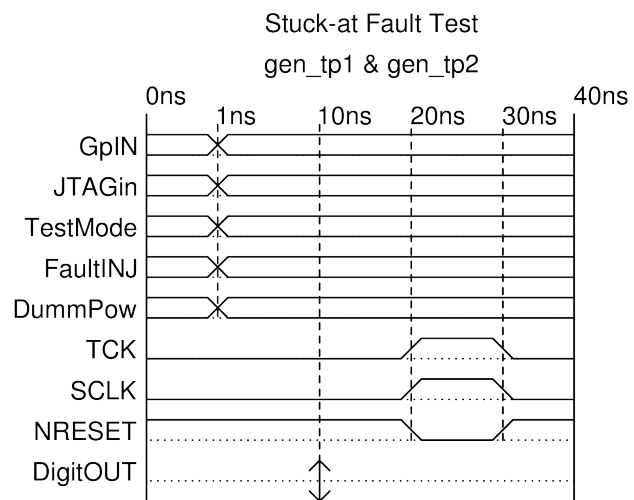 Stuck-at Fault Test
gen_tp1 & gen_tp2
0ns 1ns 10ns 20ns 30ns 40ns
GpIN
JTAGin
TestMode
FaultINJ
DummPow
TCK
SCLK
NRESET
DigitOUT